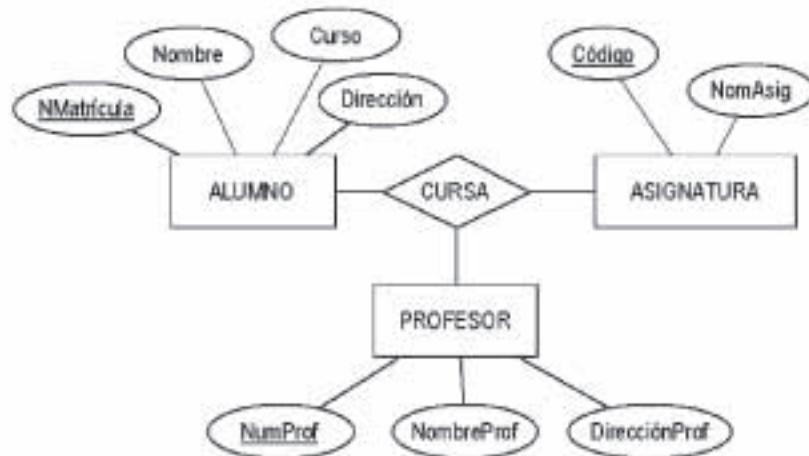 Curso
Nombre
Código
NMatrícula
Dirección
NomAsig
ALUMNO
CURSA
ASIGNATURA
PROFESOR
NumProf
NombreProf
DirecciónProf